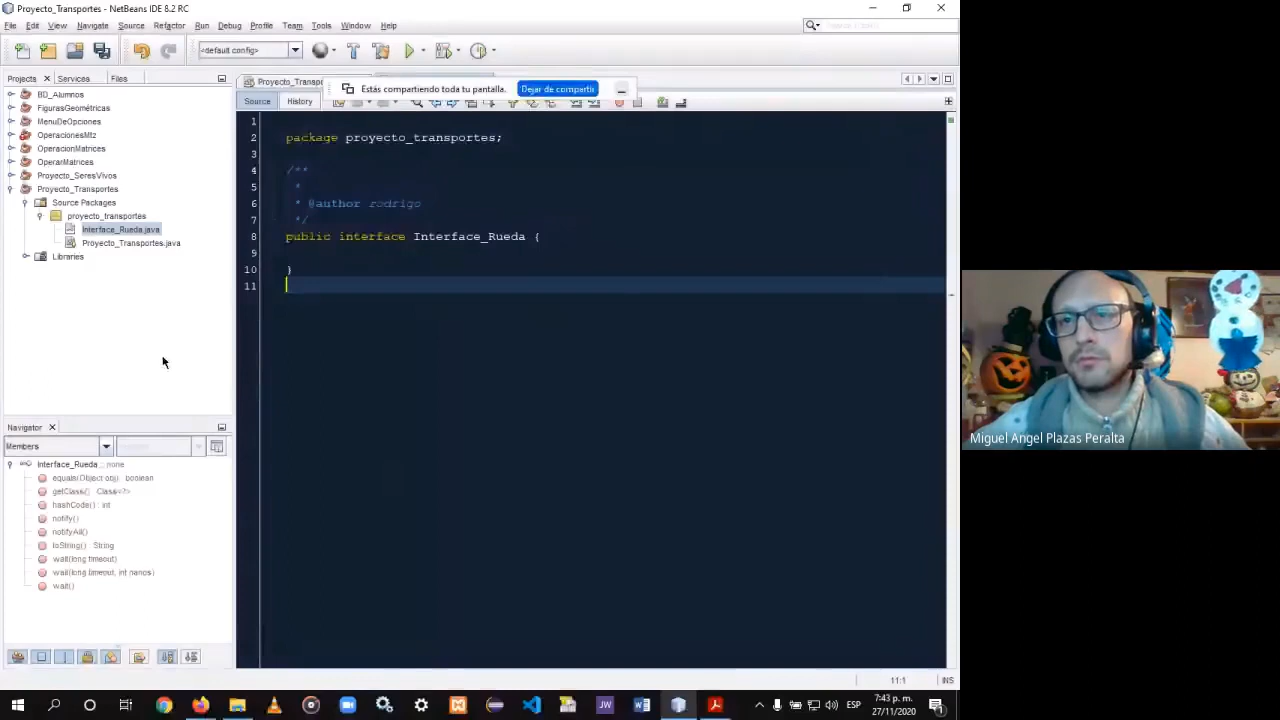 Proyecto_Transportes - NetBeans IDE 8.2 RC
File Edit View Navigate Source Refactor Run Debug Profile Team Tools Window Help
<default config>
Projects Services Files
Proyecto_Transpo
Estás compartiendo toda tu pantalla. Dejar de compartir
Source History
BD_Alumnos
FigurasGeométricas
MenuDeOpciones
OperacionesMtz
OperacionMatrices
OperarMatrices
Proyecto_SeresVivos
Proyecto_Transportes
Source Packages
proyecto_transportes
Interface_Rueda.java
Proyecto_Transportes.java
Libraries
1
2 package proyecto_transportes;
3
4 /**
5 *
6 * @author rodrigo
7 */
8 public interface Interface_Rueda {
9
10 }
11
Navigator
Members
Interface_Rueda :: none
equals(Object obj) : boolean
getClass() : Class<?>
hashCode() : int
notify()
notifyAll()
toString() : String
wait(long timeout)
wait(long timeout, int nanos)
wait()
Miguel Angel Plazas Peralta
11:1 INS
JW
ESP
7:43 p. m.
27/11/2020
1